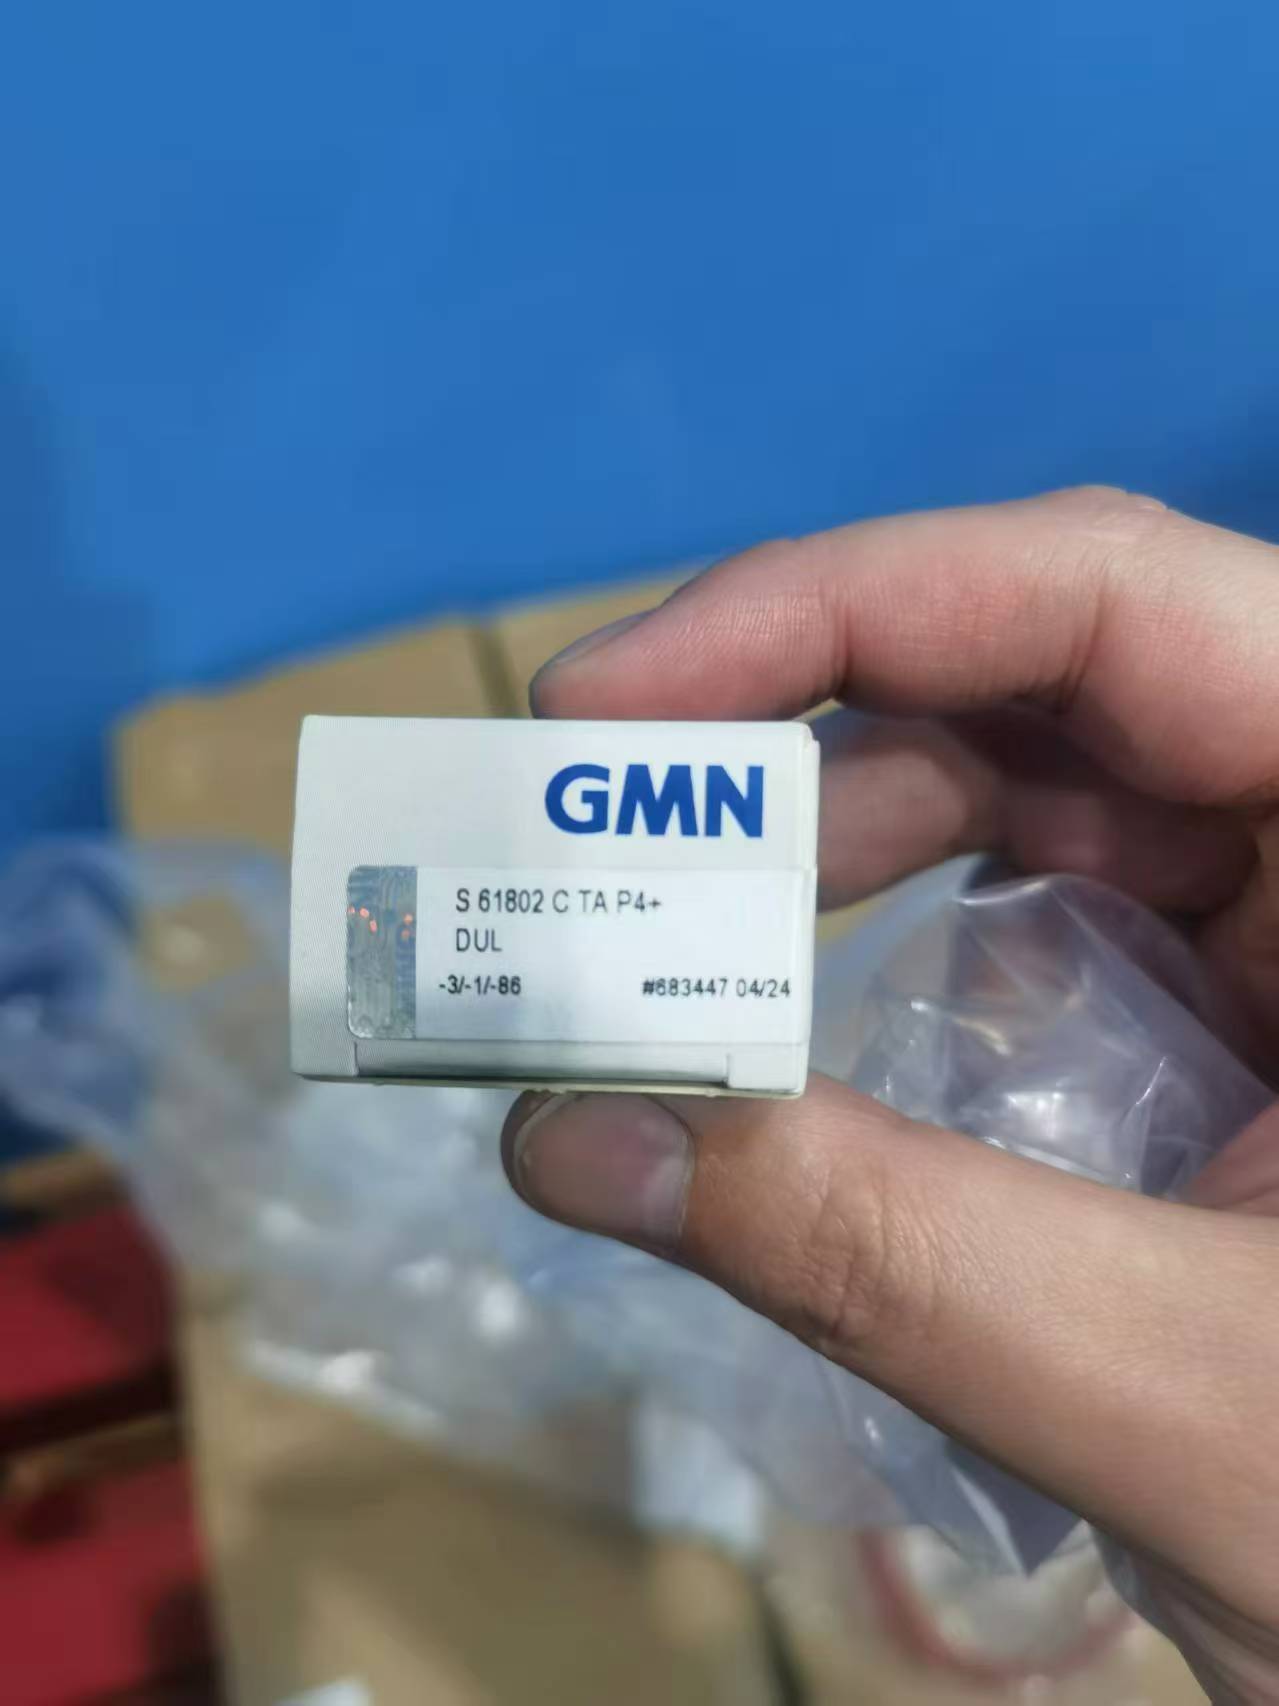 GMN
S 61802 C TA P4+
DUL
-3/-1/-86 #683447 04/24